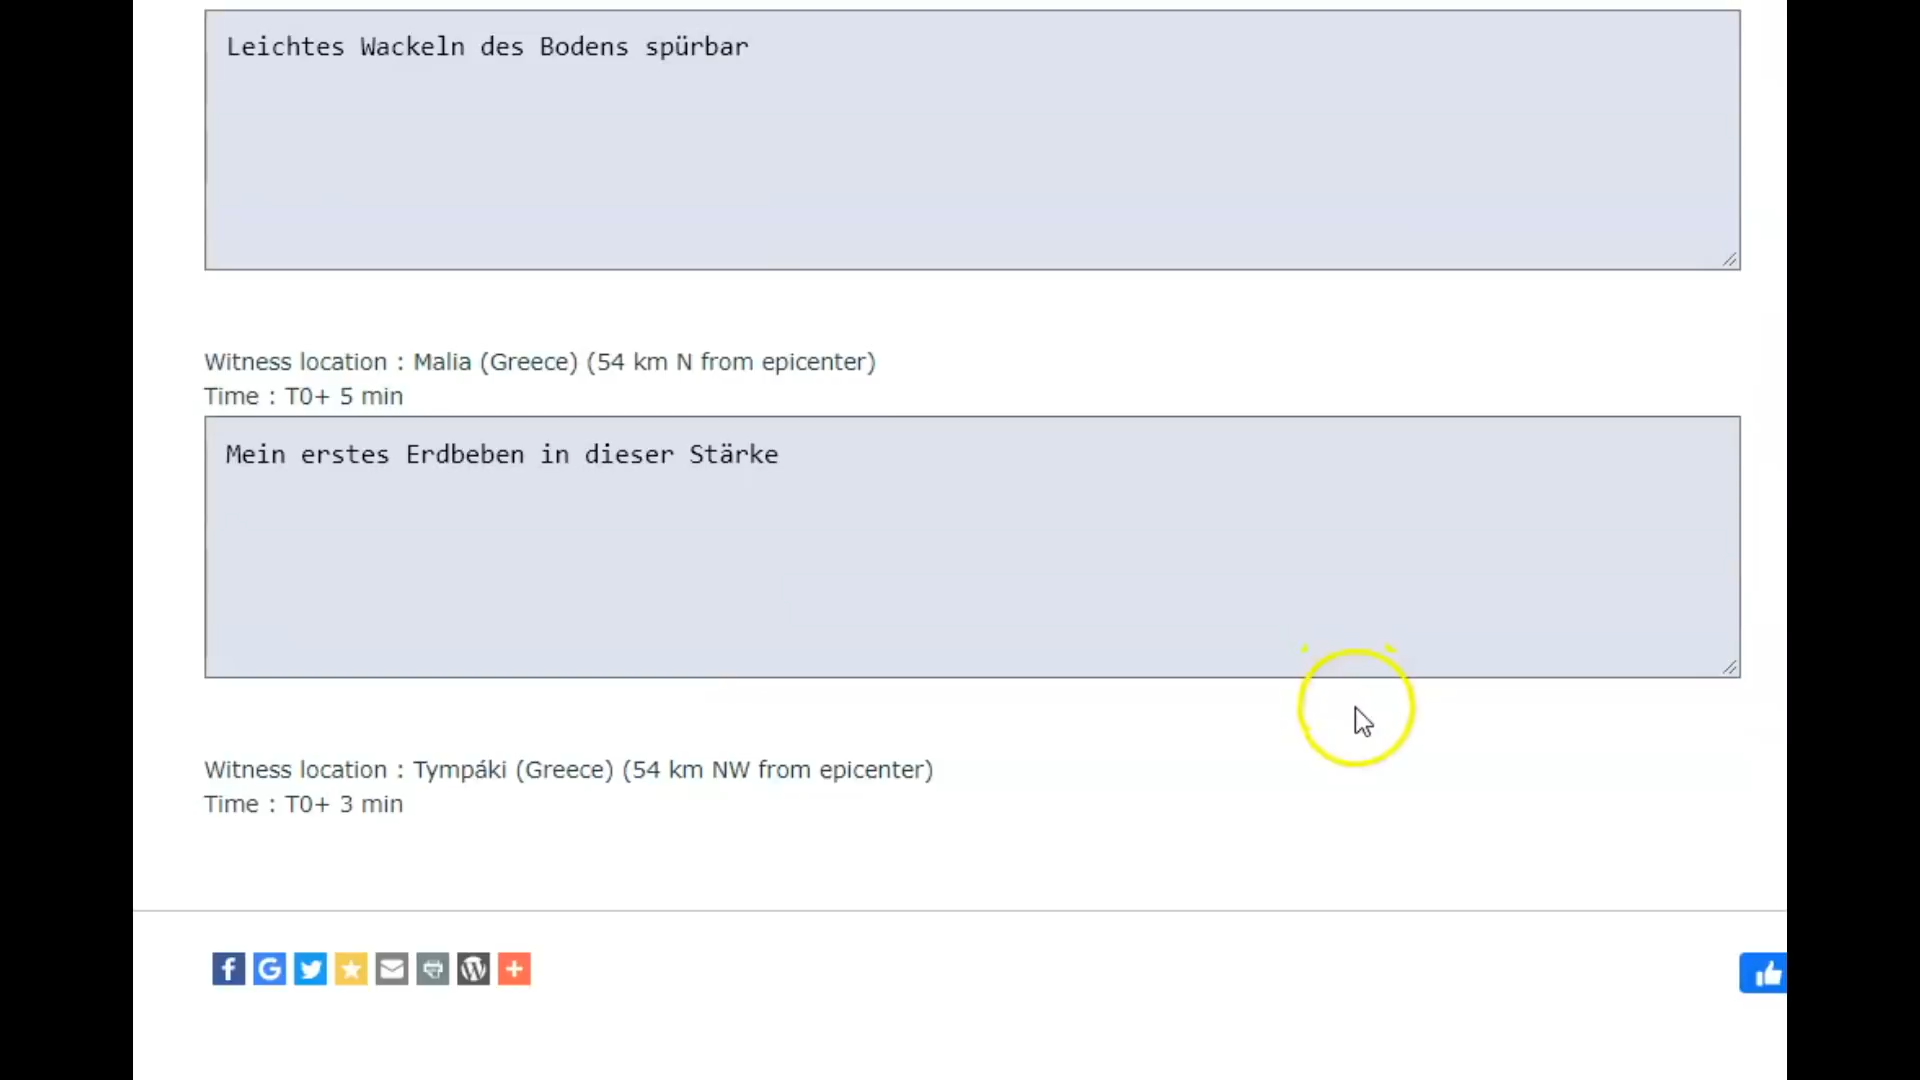 Leichtes Wackeln des Bodens spürbar
Witness location : Malia (Greece) (54 km N from epicenter)
Time : T0+ 5 min
Mein erstes Erdbeben in dieser Stärke
Witness location : Tympáki (Greece) (54 km NW from epicenter)
Time : T0+ 3 min